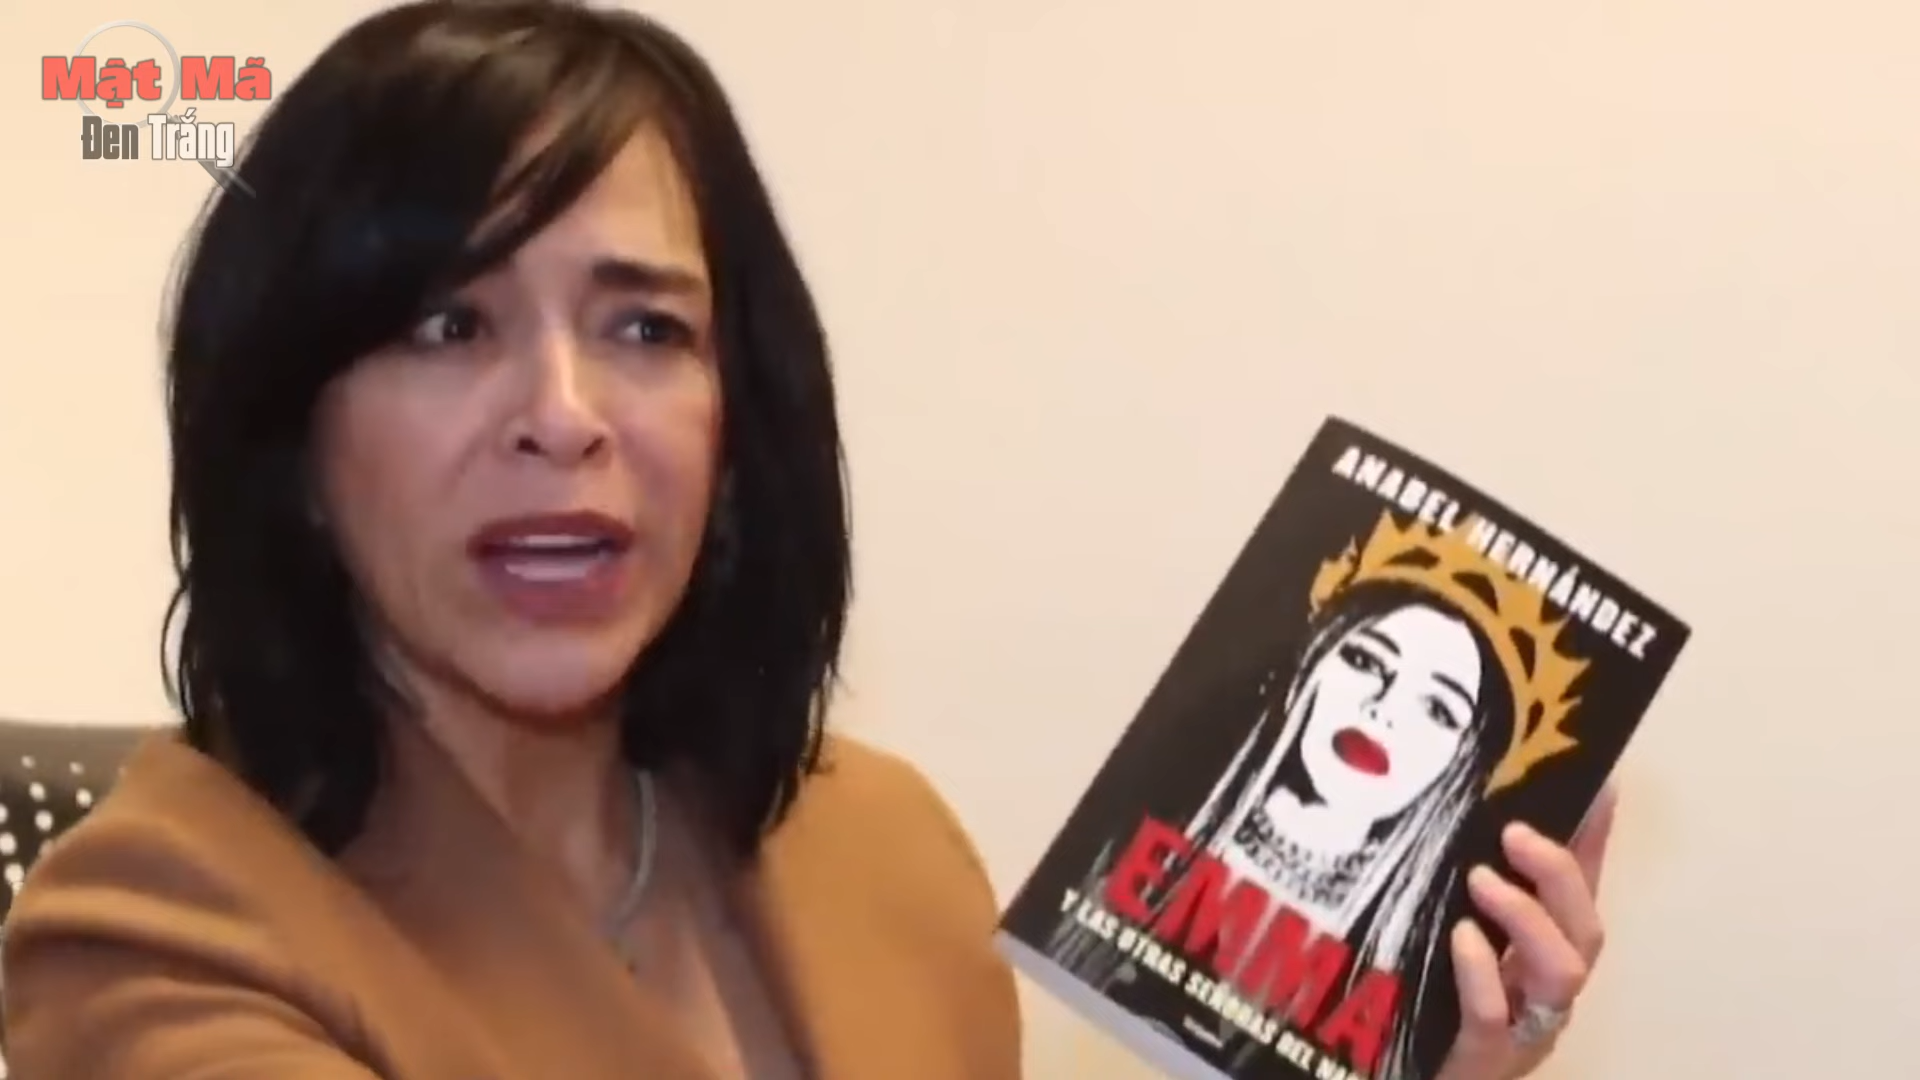 Mật Mã
Đen Trắng
ANABEL HERNÁNDEZ
EMMA
Y LAS OTRAS SEÑORAS DEL